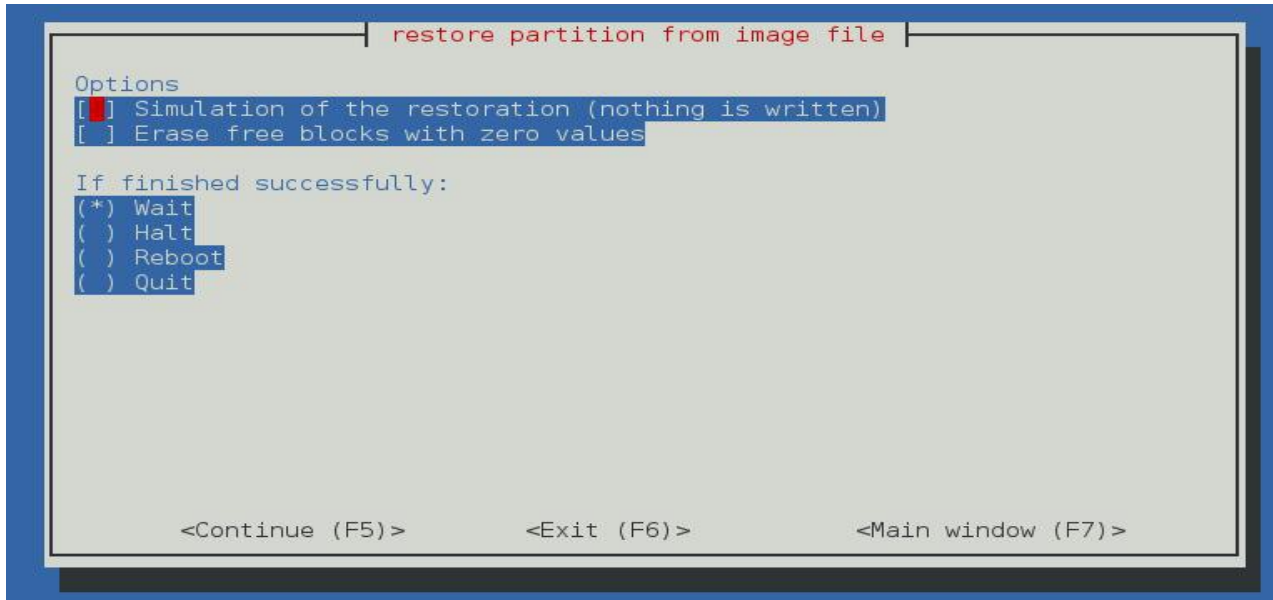 restore partition from image file
Options
[ ] Simulation of the restoration (nothing is written)
[ ] Erase free blocks with zero values
If finished successfully:
(*) Wait
( ) Halt
( ) Reboot
( ) Quit
<Continue (F5)> <Exit (F6)> <Main window (F7)>